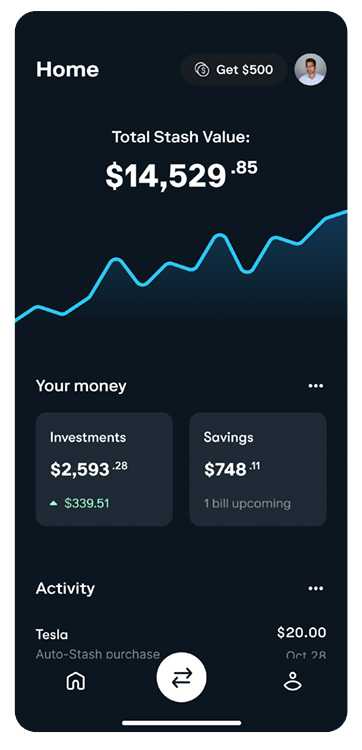 Home
Get $500
Total Stash Value:
$14,529.85
Your money
Investments
$2,593.28
$339.51
Savings
$748.11
1 bill upcoming
Activity
Tesla
$20.00
Auto-Stash purchase
Oct 28